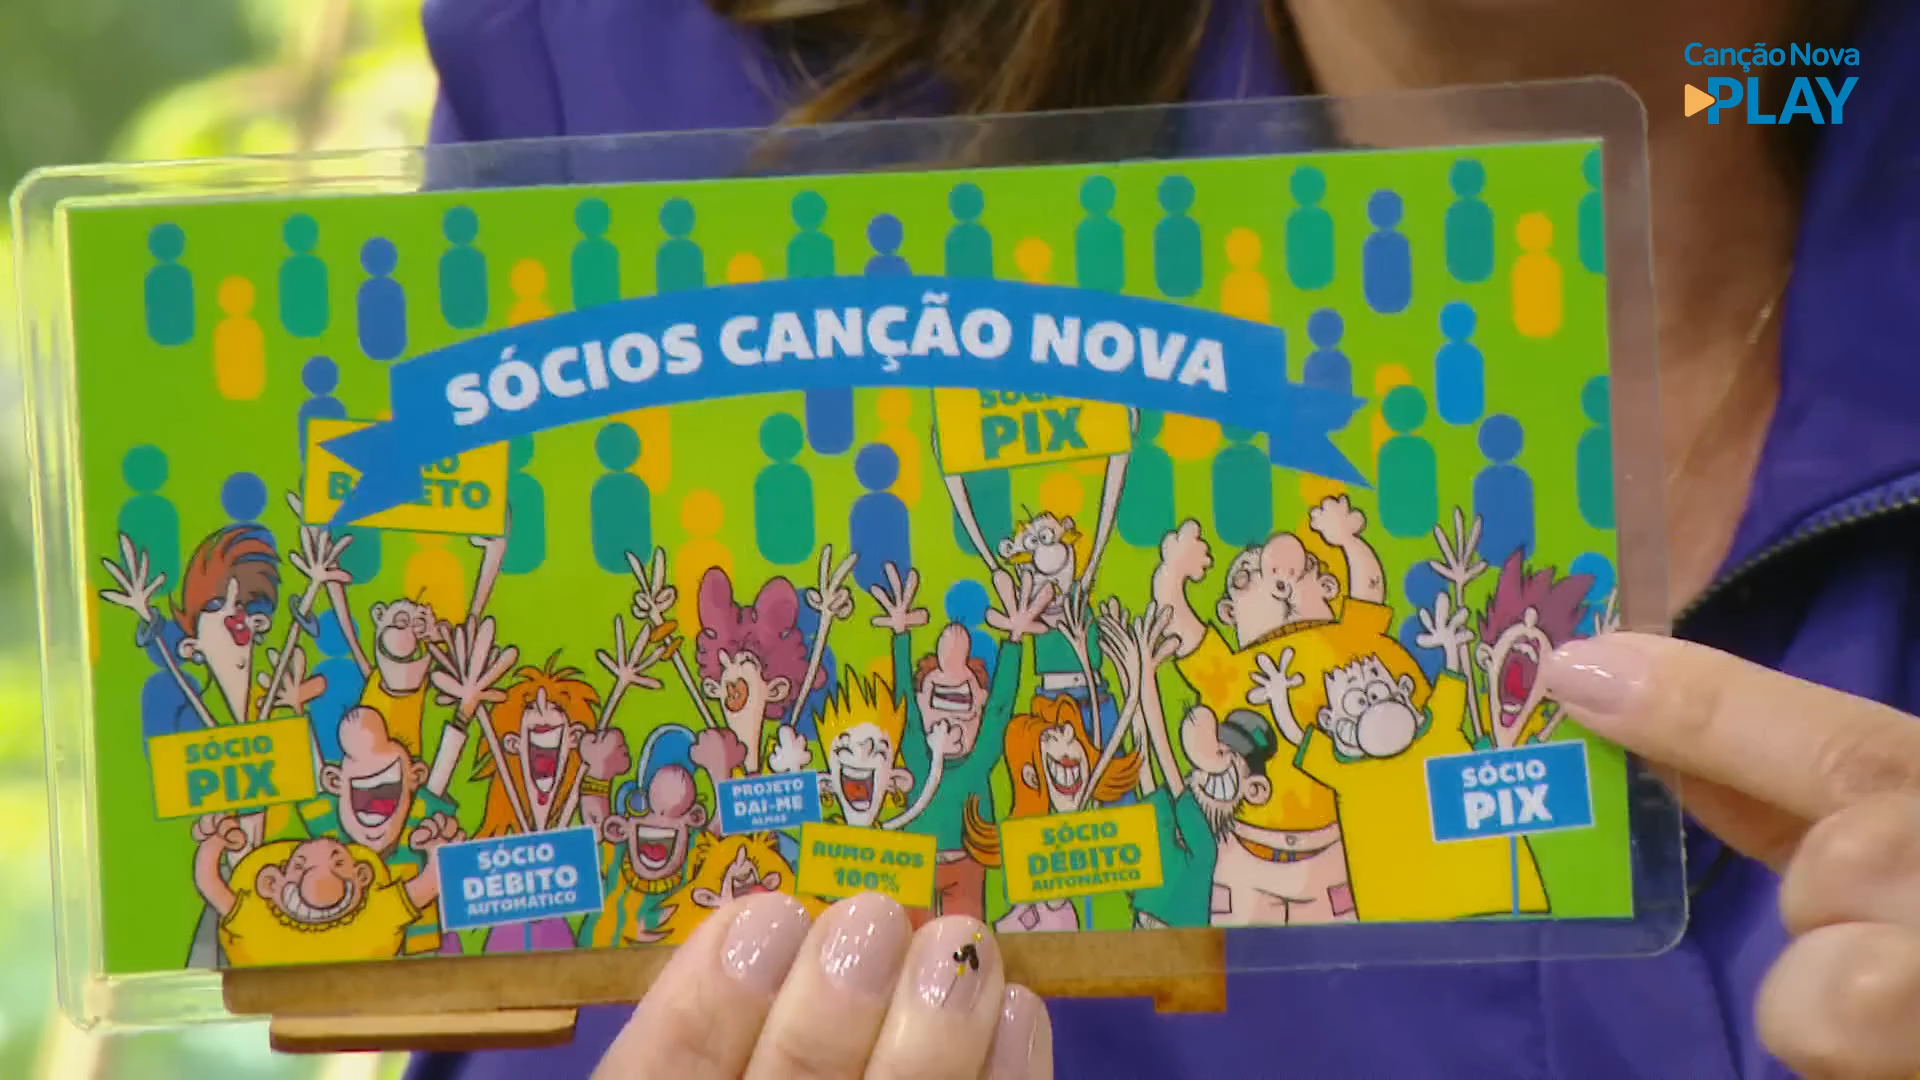 Canção Nova
PLAY
SÓCIOS CANÇÃO NOVA
PIX
SÓCIO
PIX
SÓCIO
DÉBITO
AUTOMÁTICO
PROJETO
DAI-ME
ALMAS
RUMO AOS
100%
SÓCIO
DÉBITO
AUTOMÁTICO
SÓCIO
PIX